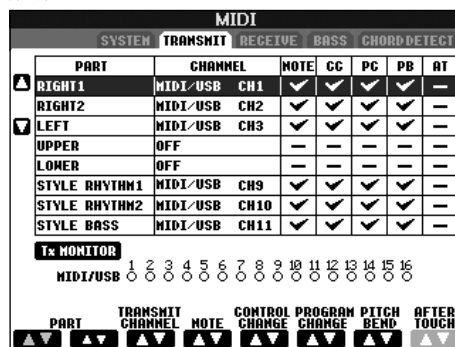 MIDI
SYSTEM TRANSMIT RECEIVE BASS CHORD DETECT
PART CHANNEL NOTE CC PC PB AT
RIGHT1 MIDI/USB CH1
RIGHT2 MIDI/USB CH2
LEFT MIDI/USB CH3
UPPER OFF
LOWER OFF
STYLE RHYTHM1 MIDI/USB CH9
STYLE RHYTHM2 MIDI/USB CH10
STYLE BASS MIDI/USB CH11
Tx MONITOR
MIDI/USB 1 2 3 4 5 6 7 8 9 10 11 12 13 14 15 16
PART TRANSMIT CHANNEL NOTE CONTROL CHANGE PROGRAM CHANGE PITCH BEND AFTER TOUCH